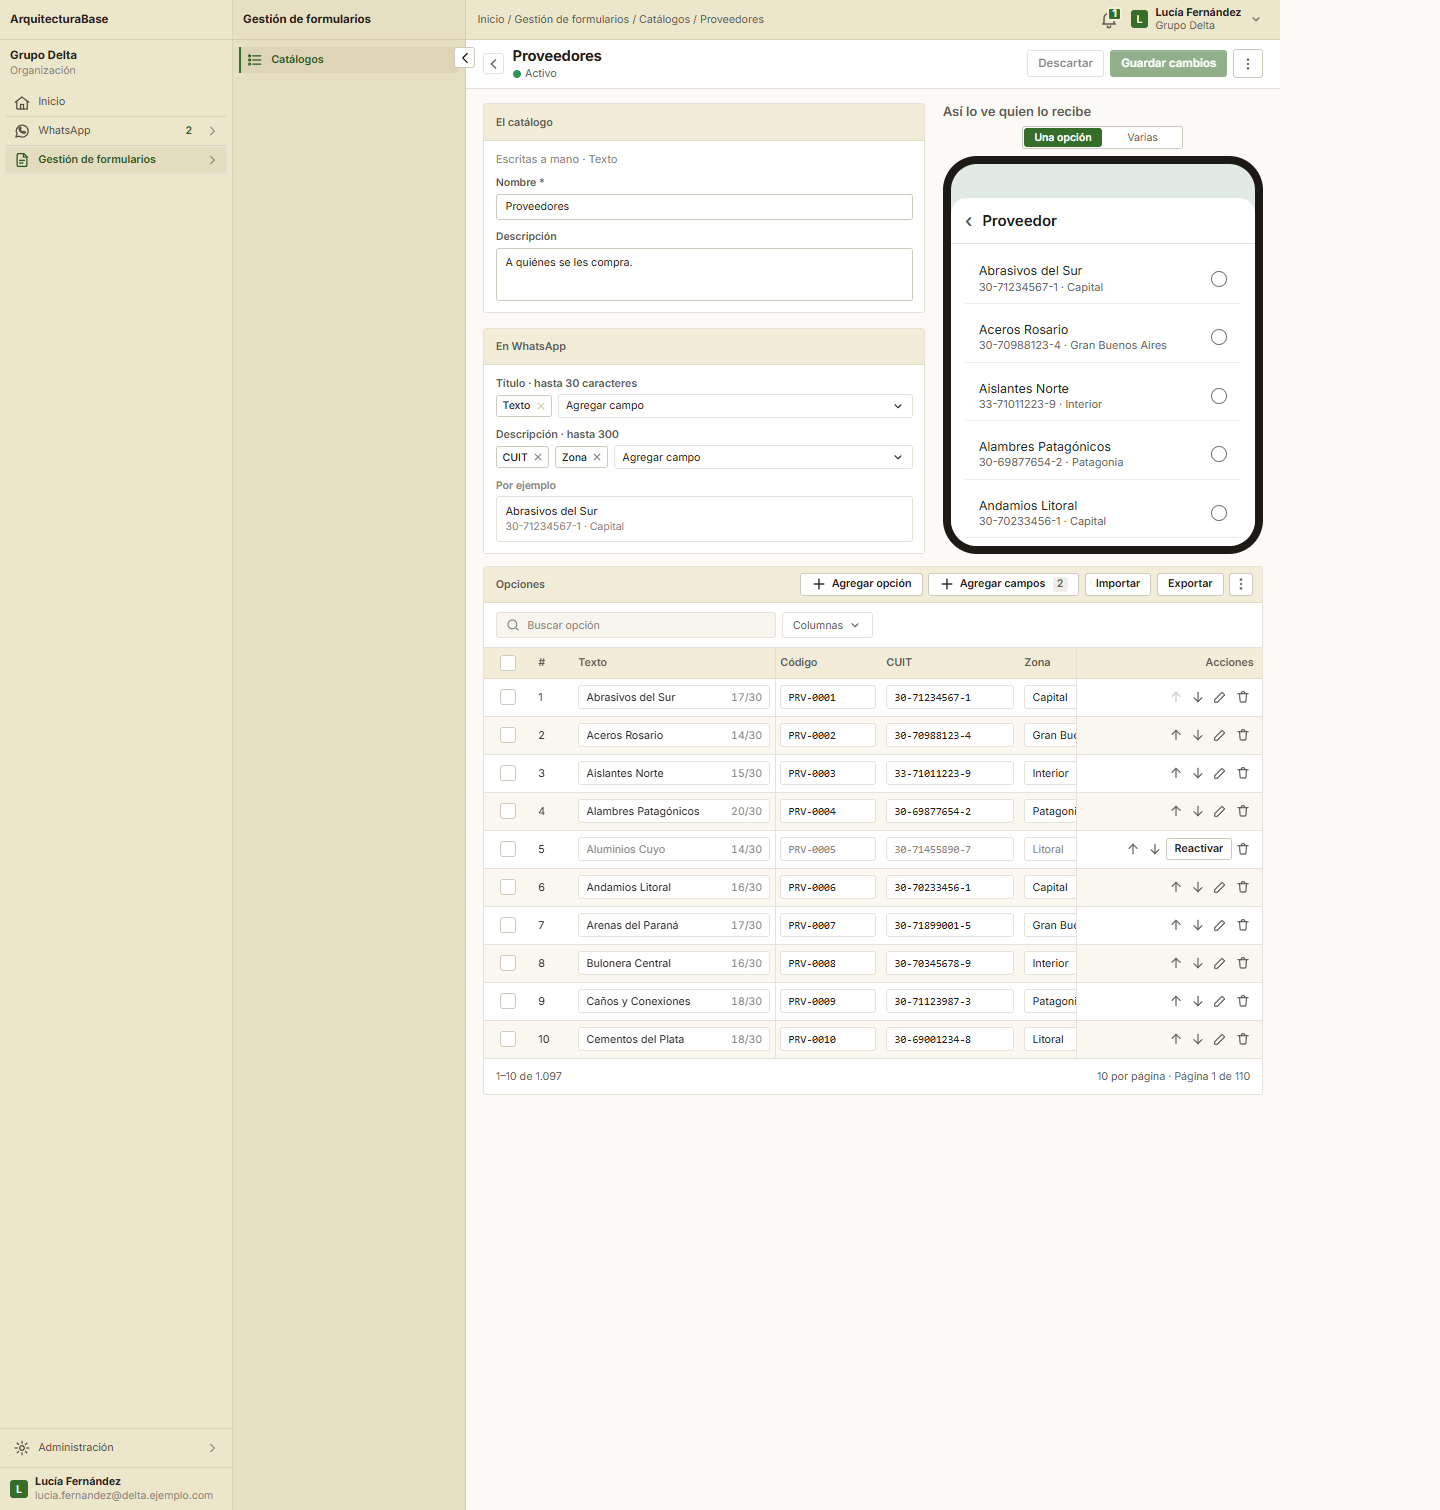 ArquitecturaBase
Grupo Delta
Organización
Inicio
WhatsApp 2
Gestión de formularios
Administración
L Lucía Fernández
lucia.fernandez@delta.ejemplo.com
Gestión de formularios
Catálogos
Inicio / Gestión de formularios / Catálogos / Proveedores
1
L Lucía Fernández
Grupo Delta
Proveedores
Activo
Descartar Guardar cambios
El catálogo
Escritas a mano · Texto
Nombre *
Proveedores
Descripción
A quiénes se les compra.
En WhatsApp
Título · hasta 30 caracteres
Texto Agregar campo
Descripción · hasta 300
CUIT Zona Agregar campo
Por ejemplo
Abrasivos del Sur
30-71234567-1 · Capital
Así lo ve quien lo recibe
Una opción Varias
Proveedor
Abrasivos del Sur
30-71234567-1 · Capital
Aceros Rosario
30-70988123-4 · Gran Buenos Aires
Aislantes Norte
33-71011223-9 · Interior
Alambres Patagónicos
30-69877654-2 · Patagonia
Andamios Litoral
30-70233456-1 · Capital
Opciones Agregar opción Agregar campos 2 Importar Exportar
Buscar opción Columnas
# Texto Código CUIT Zona Acciones
1 Abrasivos del Sur 17/30 PRV-0001 30-71234567-1 Capital
2 Aceros Rosario 14/30 PRV-0002 30-70988123-4 Gran Bue
3 Aislantes Norte 15/30 PRV-0003 33-71011223-9 Interior
4 Alambres Patagónicos 20/30 PRV-0004 30-69877654-2 Patagoni
5 Aluminios Cuyo 14/30 PRV-0005 30-71455890-7 Litoral Reactivar
6 Andamios Litoral 16/30 PRV-0006 30-70233456-1 Capital
7 Arenas del Paraná 17/30 PRV-0007 30-71899001-5 Gran Bue
8 Bulonera Central 16/30 PRV-0008 30-70345678-9 Interior
9 Caños y Conexiones 18/30 PRV-0009 30-71123987-3 Patagoni
10 Cementos del Plata 18/30 PRV-0010 30-69001234-8 Litoral
1–10 de 1.097 10 por página · Página 1 de 110